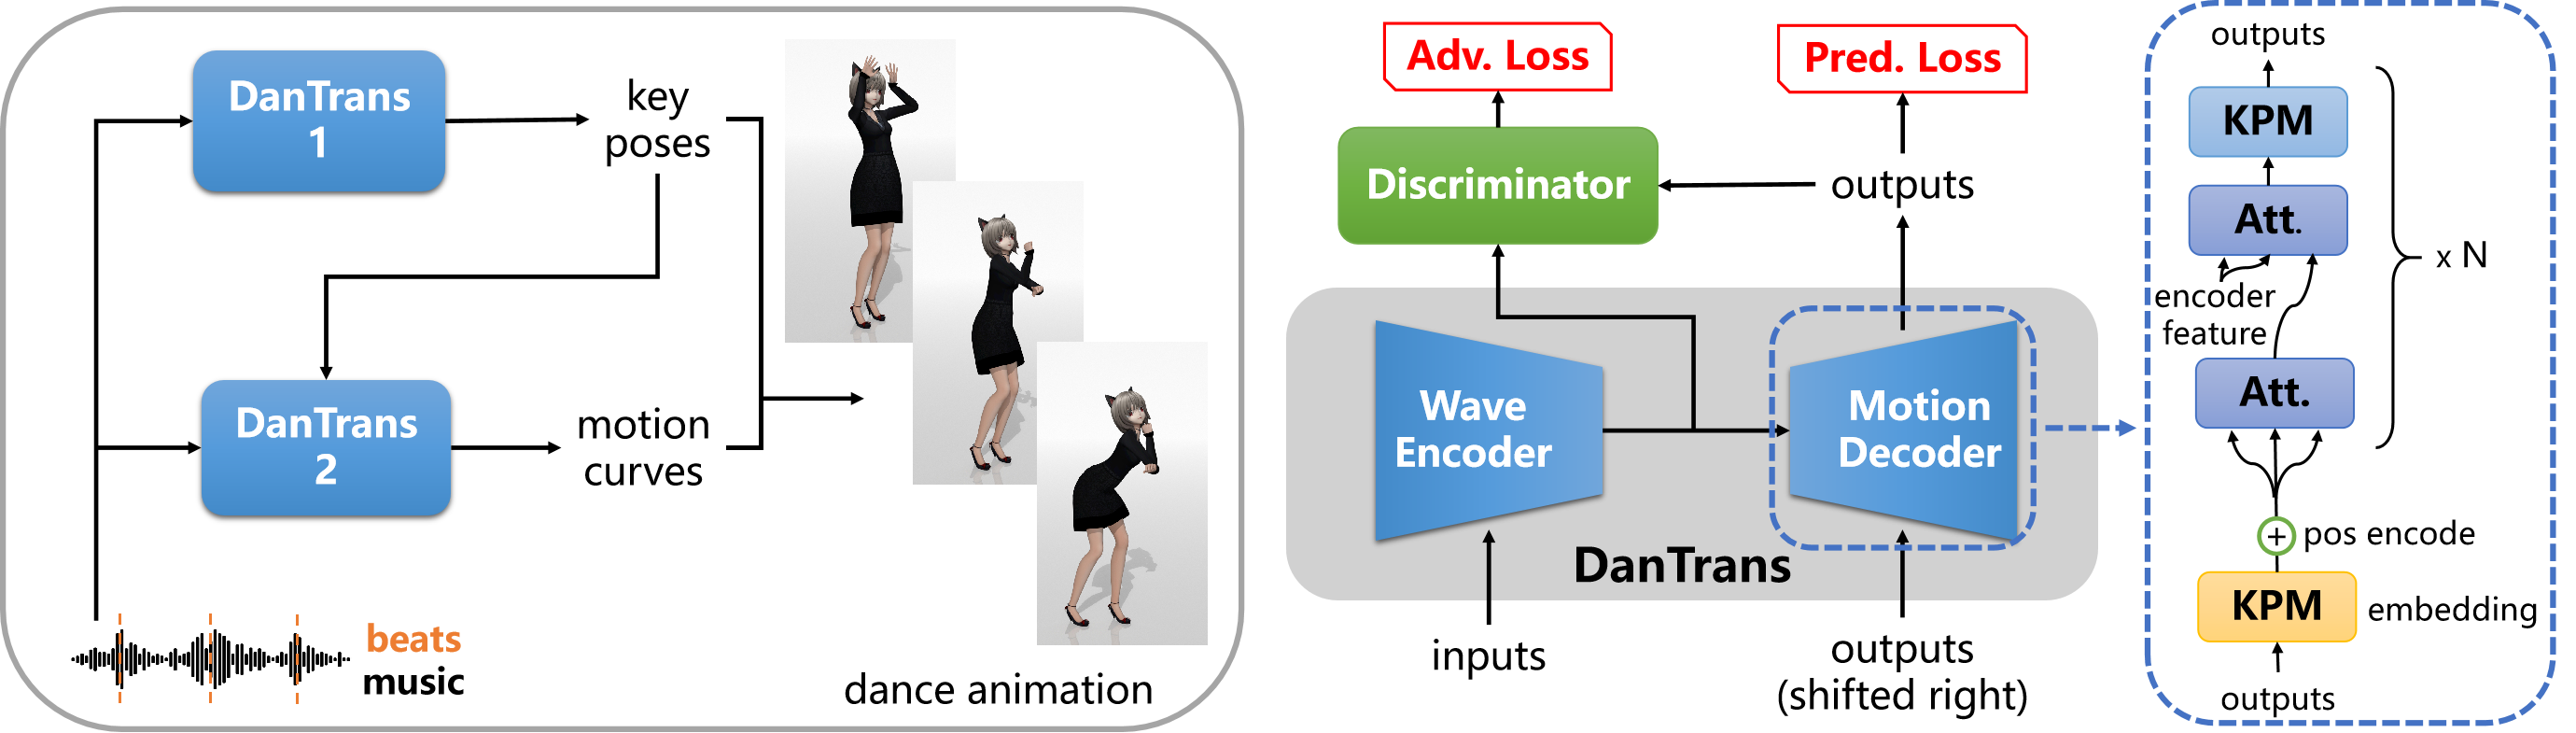 DanTrans
1
key
poses
DanTrans
2
motion
curves
beats
music
dance animation
Adv. Loss
Pred. Loss
Discriminator
outputs
Wave
Encoder
Motion
Decoder
DanTrans
inputs
outputs
(shifted right)
outputs
KPM
Att.
x N
encoder
feature
Att.
+ pos encode
KPM
embedding
outputs